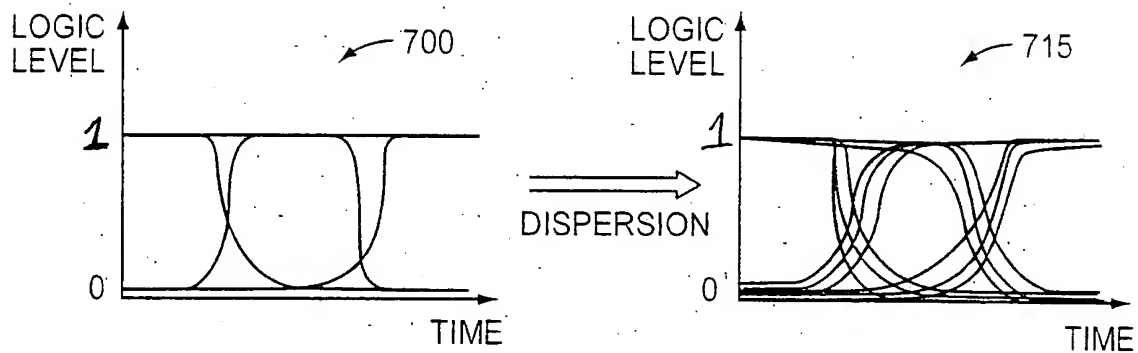 LOGIC
LEVEL
700
1
0
TIME
DISPERSION
LOGIC
LEVEL
715
1
0
TIME